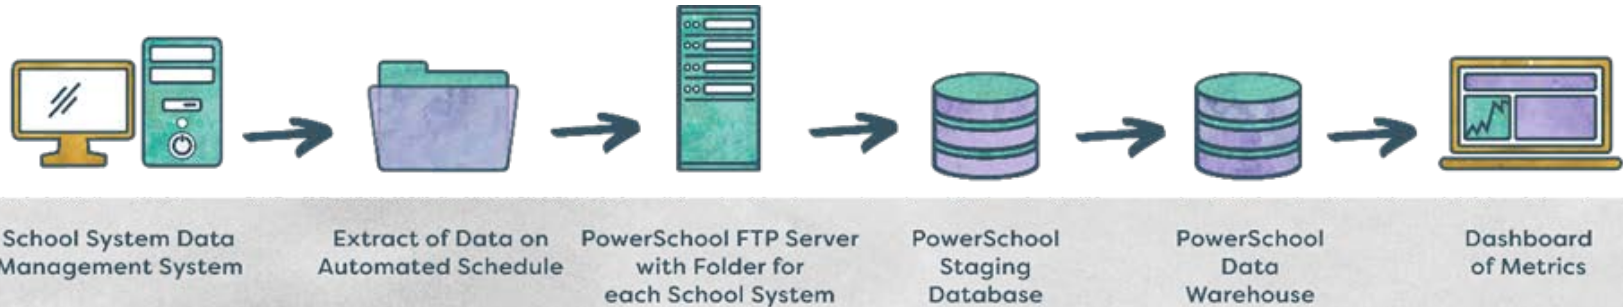 School System Data
Management System
Extract of Data on
Automated Schedule
PowerSchool FTP Server
with Folder for
each School System
PowerSchool
Staging
Database
PowerSchool
Data
Warehouse
Dashboard
of Metrics